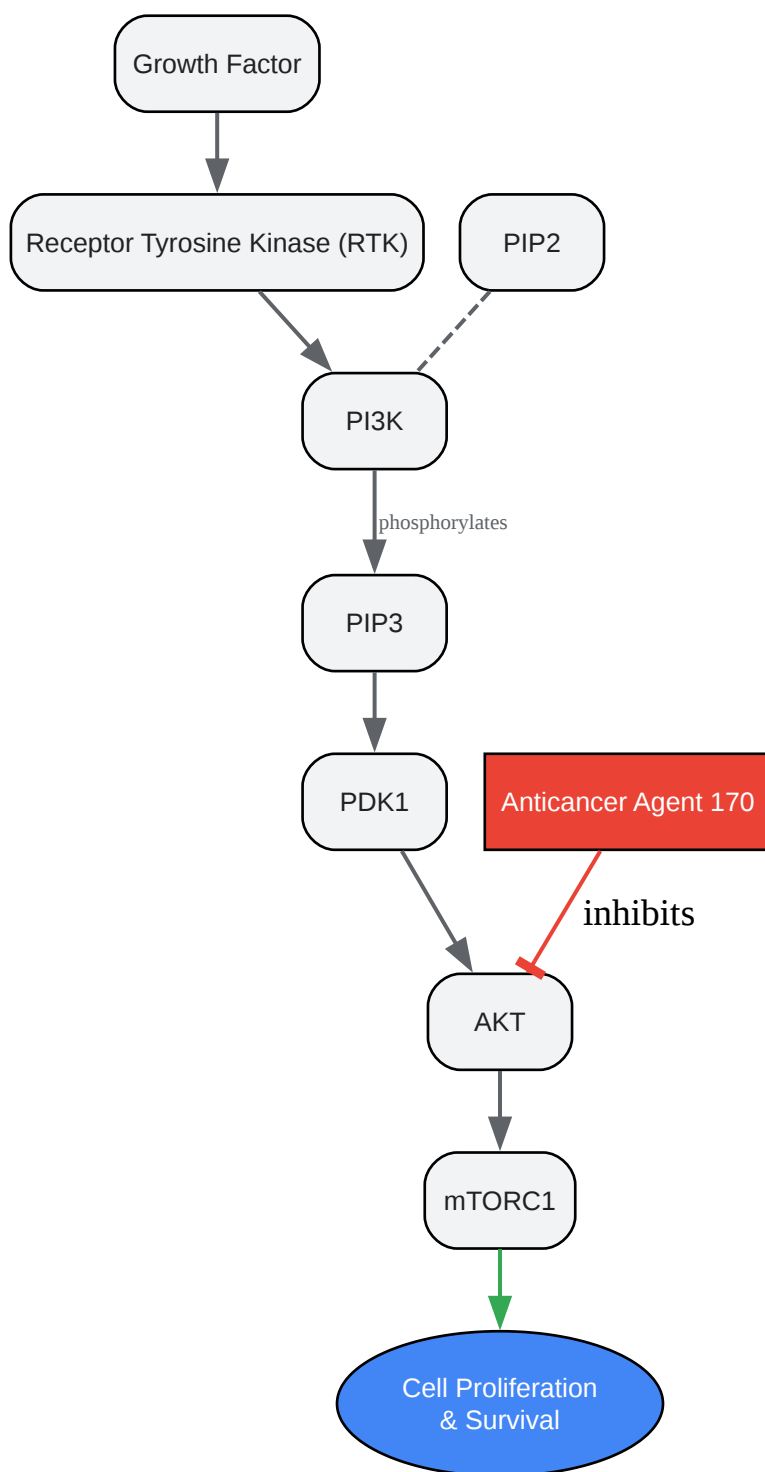 Growth Factor
Receptor Tyrosine Kinase (RTK)
PIP2
PI3K
phosphorylates
PIP3
PDK1
Anticancer Agent 170
inhibits
AKT
mTORC1
Cell Proliferation
& Survival